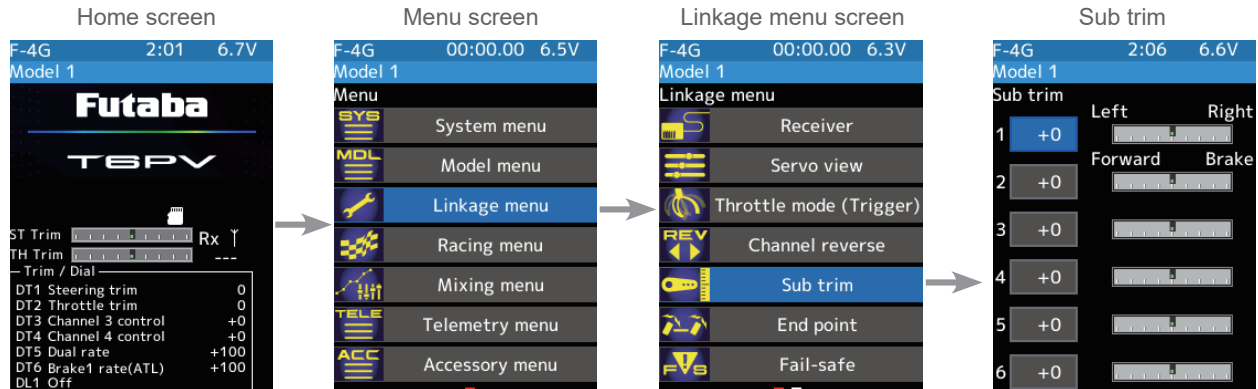 Home screen
F-4G 2:01 6.7V
Model 1
Futaba
T6PV
ST Trim
Rx
TH Trim
---
Trim / Dial
DT1 Steering trim 0
DT2 Throttle trim 0
DT3 Channel 3 control +0
DT4 Channel 4 control +0
DT5 Dual rate +100
DT6 Brake1 rate(ATL) +100
DL1 Off
Menu screen
F-4G 00:00.00 6.5V
Model 1
Menu
SYS System menu
MDL Model menu
Linkage menu
Racing menu
Mixing menu
TELE Telemetry menu
ACC Accessory menu
Linkage menu screen
F-4G 00:00.00 6.3V
Model 1
Linkage menu
Receiver
Servo view
Throttle mode (Trigger)
REV Channel reverse
Sub trim
End point
F S Fail-safe
Sub trim
F-4G 2:06 6.6V
Model 1
Sub trim
Left Right
1 +0
Forward Brake
2 +0
3 +0
4 +0
5 +0
6 +0